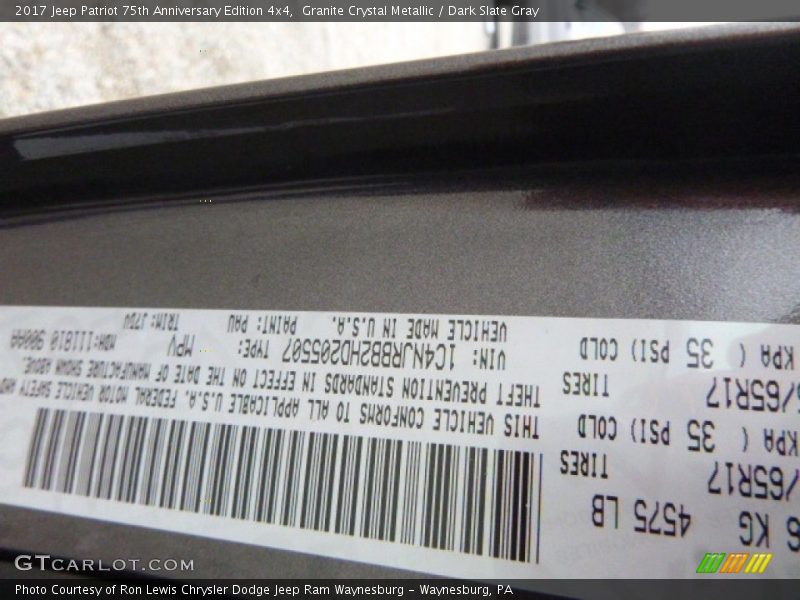 2017 Jeep Patriot 75th Anniversary Edition 4x4,  Granite Crystal Metallic / Dark Slate Gray
KG 4575 LB
/65R17 TIRES
KPA ( 35 PSI) COLD
/65R17 TIRES
KPA ( 35 PSI) COLD
THIS VEHICLE CONFORMS TO ALL APPLICABLE U.S.A. FEDERAL MOTOR VEHICLE SAFETY AND
THEFT PREVENTION STANDARDS IN EFFECT ON THE DATE OF MANUFACTURE SHOWN ABOVE.
VIN: 1C4NJRBB2HD205507 TYPE: MPV MDH:111810 900AA
VEHICLE MADE IN U.S.A. PAINT: PAU TRIM: J7DV
GTCARLOT.COM
Photo Courtesy of Ron Lewis Chrysler Dodge Jeep Ram Waynesburg - Waynesburg, PA